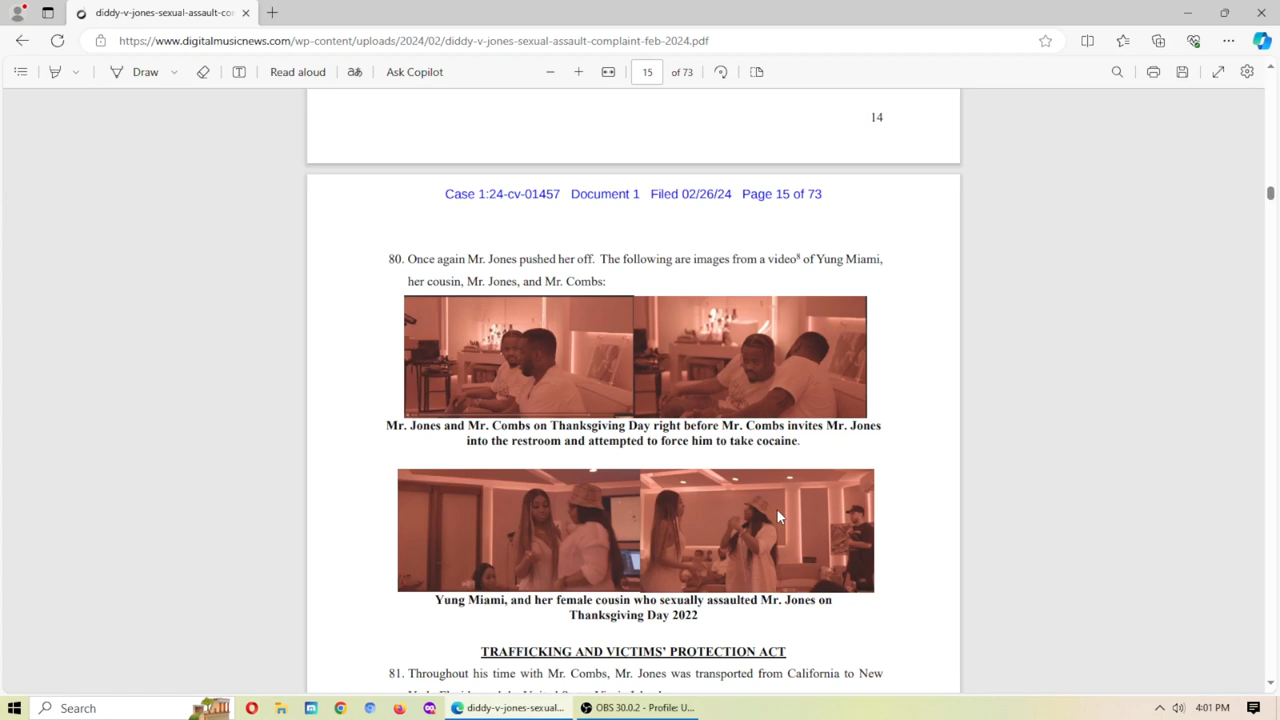 diddy-v-jones-sexual-assault-con
https://www.digitalmusicnews.com/wp-content/uploads/2024/02/diddy-v-jones-sexual-assault-complaint-feb-2024.pdf
Draw
Read aloud
Ask Copilot
15 of 73
14
Case 1:24-cv-01457 Document 1 Filed 02/26/24 Page 15 of 73
80. Once again Mr. Jones pushed her off. The following are images from a video⁸ of Yung Miami,
her cousin, Mr. Jones, and Mr. Combs:
Mr. Jones and Mr. Combs on Thanksgiving Day right before Mr. Combs invites Mr. Jones
into the restroom and attempted to force him to take cocaine.
Yung Miami, and her female cousin who sexually assaulted Mr. Jones on
Thanksgiving Day 2022
TRAFFICKING AND VICTIMS' PROTECTION ACT
81. Throughout his time with Mr. Combs, Mr. Jones was transported from California to New
Search
diddy-v-jones-sexual...
OBS 30.0.2 - Profile: U...
4:01 PM